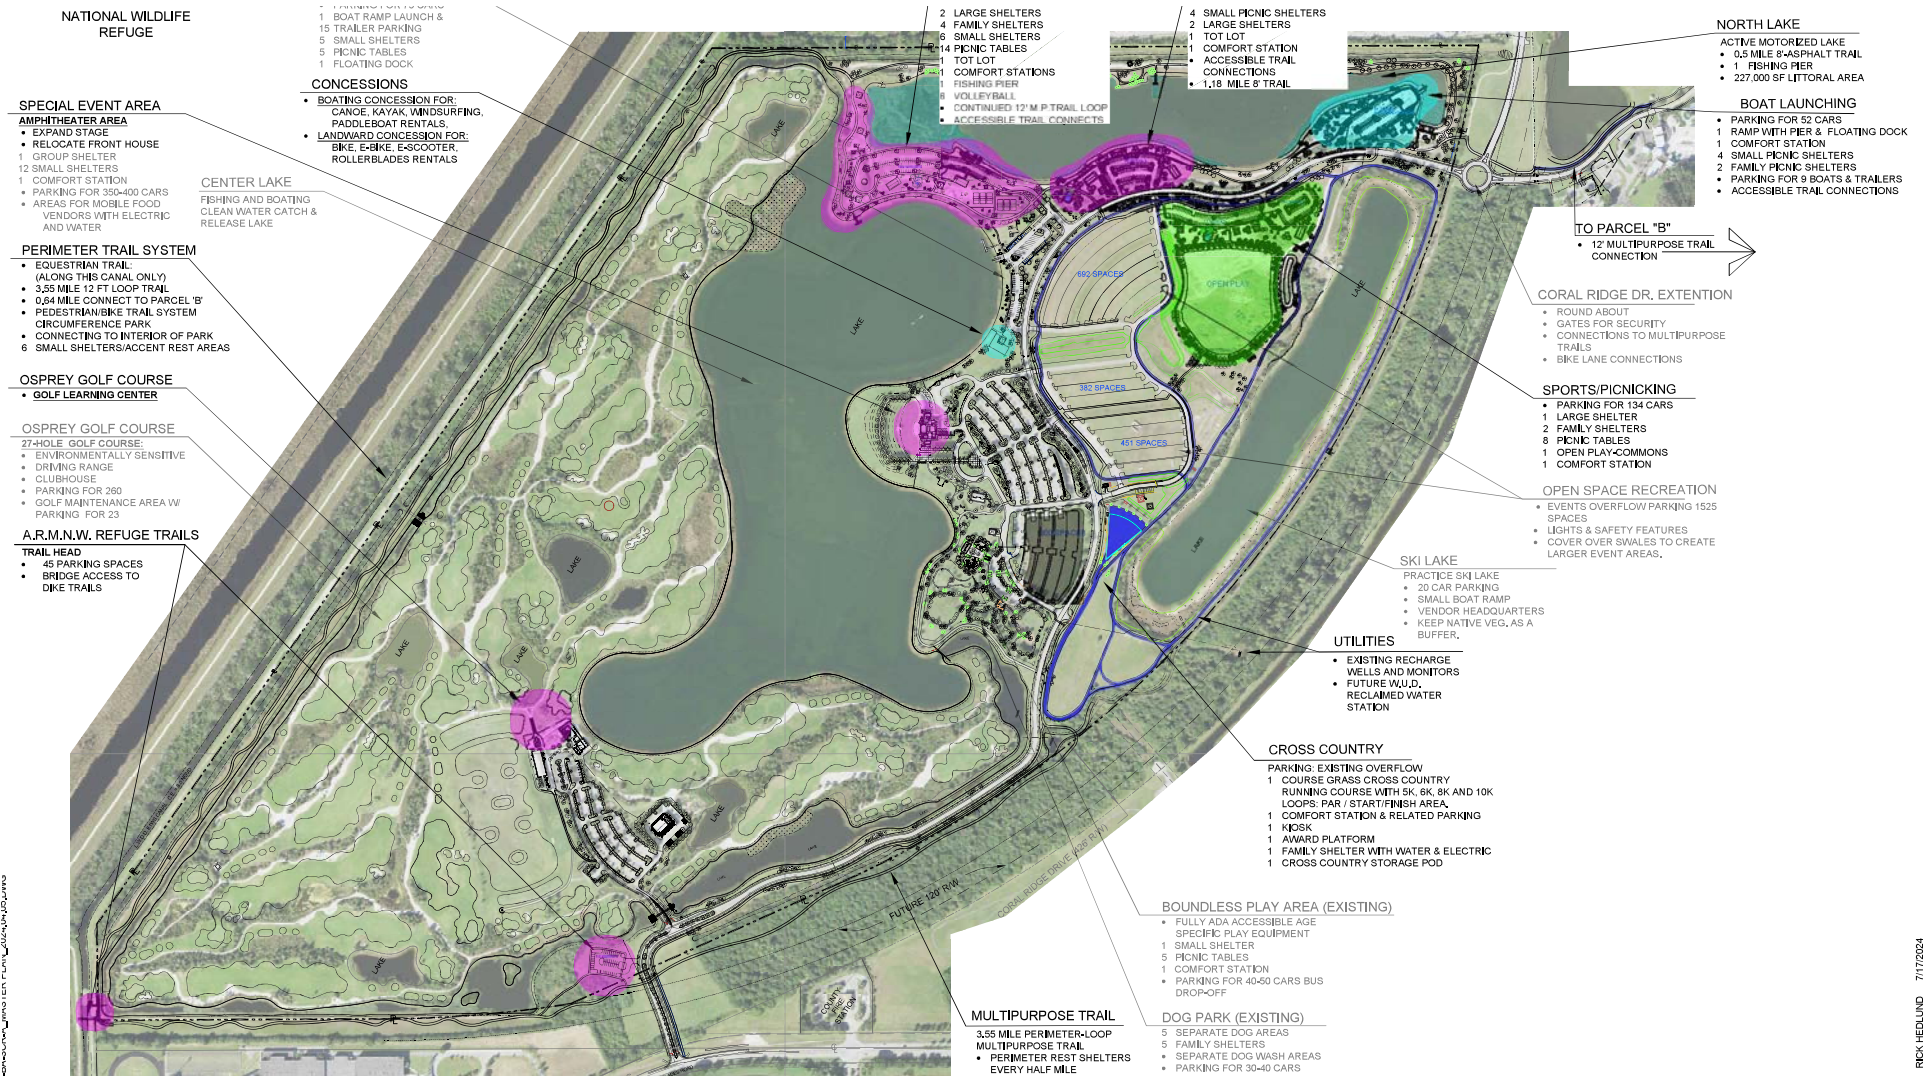 NATIONAL WILDLIFE
REFUGE
1 BOAT RAMP LAUNCH &
15 TRAILER PARKING
5 SMALL SHELTERS
5 PICNIC TABLES
1 FLOATING DOCK
CONCESSIONS
• BOATING CONCESSION FOR:
CANOE, KAYAK, WINDSURFING,
PADDLEBOAT RENTALS,
• LANDWARD CONCESSION FOR:
BIKE, E-BIKE, E-SCOOTER,
ROLLERBLADES RENTALS
SPECIAL EVENT AREA
AMPHITHEATER AREA
• EXPAND STAGE
• RELOCATE FRONT HOUSE
1 GROUP SHELTER
12 SMALL SHELTERS
1 COMFORT STATION
• PARKING FOR 350-400 CARS
• AREAS FOR MOBILE FOOD
VENDORS WITH ELECTRIC
AND WATER
CENTER LAKE
FISHING AND BOATING
CLEAN WATER CATCH &
RELEASE LAKE
PERIMETER TRAIL SYSTEM
• EQUESTRIAN TRAIL:
(ALONG THIS CANAL ONLY)
• 3.55 MILE 12 FT LOOP TRAIL
• 0.64 MILE CONNECT TO PARCEL 'B'
• PEDESTRIAN/BIKE TRAIL SYSTEM
CIRCUMFERENCE PARK
• CONNECTING TO INTERIOR OF PARK
6 SMALL SHELTERS/ACCENT REST AREAS
OSPREY GOLF COURSE
• GOLF LEARNING CENTER
OSPREY GOLF COURSE
27-HOLE GOLF COURSE:
• ENVIRONMENTALLY SENSITIVE
• DRIVING RANGE
• CLUBHOUSE
• PARKING FOR 260
• GOLF MAINTENANCE AREA W/
PARKING FOR 23
A.R.M.N.W. REFUGE TRAILS
TRAIL HEAD
• 45 PARKING SPACES
• BRIDGE ACCESS TO
DIKE TRAILS
2 LARGE SHELTERS
4 FAMILY SHELTERS
6 SMALL SHELTERS
14 PICNIC TABLES
1 TOT LOT
1 COMFORT STATIONS
1 FISHING PIER
6 VOLLEYBALL
• CONTINUED 12' M.P. TRAIL LOOP
• ACCESSIBLE TRAIL CONNECTS
4 SMALL PICNIC SHELTERS
2 LARGE SHELTERS
1 TOT LOT
1 COMFORT STATION
• ACCESSIBLE TRAIL
CONNECTIONS
• 1.18 MILE 8' TRAIL
NORTH LAKE
ACTIVE MOTORIZED LAKE
• 0.5 MILE 8'-ASPHALT TRAIL
• 1 FISHING PIER
• 227,000 SF LITTORAL AREA
BOAT LAUNCHING
• PARKING FOR 52 CARS
1 RAMP WITH PIER & FLOATING DOCK
1 COMFORT STATION
4 SMALL PICNIC SHELTERS
2 FAMILY PICNIC SHELTERS
• PARKING FOR 9 BOATS & TRAILERS
• ACCESSIBLE TRAIL CONNECTIONS
TO PARCEL "B"
• 12' MULTIPURPOSE TRAIL
CONNECTION
CORAL RIDGE DR. EXTENTION
• ROUND ABOUT
• GATES FOR SECURITY
• CONNECTIONS TO MULTIPURPOSE
TRAILS
• BIKE LANE CONNECTIONS
SPORTS/PICNICKING
• PARKING FOR 134 CARS
1 LARGE SHELTER
2 FAMILY SHELTERS
8 PICNIC TABLES
1 OPEN PLAY-COMMONS
1 COMFORT STATION
OPEN SPACE RECREATION
• EVENTS OVERFLOW PARKING 1525
SPACES
• LIGHTS & SAFETY FEATURES
• COVER OVER SWALES TO CREATE
LARGER EVENT AREAS.
SKI LAKE
PRACTICE SKI LAKE
• 20 CAR PARKING
• SMALL BOAT RAMP
• VENDOR HEADQUARTERS
• KEEP NATIVE VEG. AS A
BUFFER.
UTILITIES
• EXISTING RECHARGE
WELLS AND MONITORS
• FUTURE W.U.D.
RECLAIMED WATER
STATION
CROSS COUNTRY
PARKING: EXISTING OVERFLOW
1 COURSE GRASS CROSS COUNTRY
RUNNING COURSE WITH 5K, 6K, 8K AND 10K
LOOPS: PAR / START/FINISH AREA.
1 COMFORT STATION & RELATED PARKING
1 KIOSK
1 AWARD PLATFORM
1 FAMILY SHELTER WITH WATER & ELECTRIC
1 CROSS COUNTRY STORAGE POD
BOUNDLESS PLAY AREA (EXISTING)
• FULLY ADA ACCESSIBLE AGE
SPECIFIC PLAY EQUIPMENT
1 SMALL SHELTER
5 PICNIC TABLES
1 COMFORT STATION
• PARKING FOR 40-50 CARS BUS
DROP-OFF
DOG PARK (EXISTING)
5 SEPARATE DOG AREAS
5 FAMILY SHELTERS
• SEPARATE DOG WASH AREAS
• PARKING FOR 30-40 CARS
MULTIPURPOSE TRAIL
3.55 MILE PERIMETER-LOOP
MULTIPURPOSE TRAIL
• PERIMETER REST SHELTERS
EVERY HALF MILE
692 SPACES
OPEN PLAY
382 SPACES
451 SPACES
LAKE
LAKE
LAKE
LAKE
LAKE
LAKE
LAKE
LAKE
LAKE
FUTURE 120' R/W
CORAL RIDGE DRIVE (120' R/W)
COUNTY
FIRE
STATION
RICK HEDLUND 7/17/2024